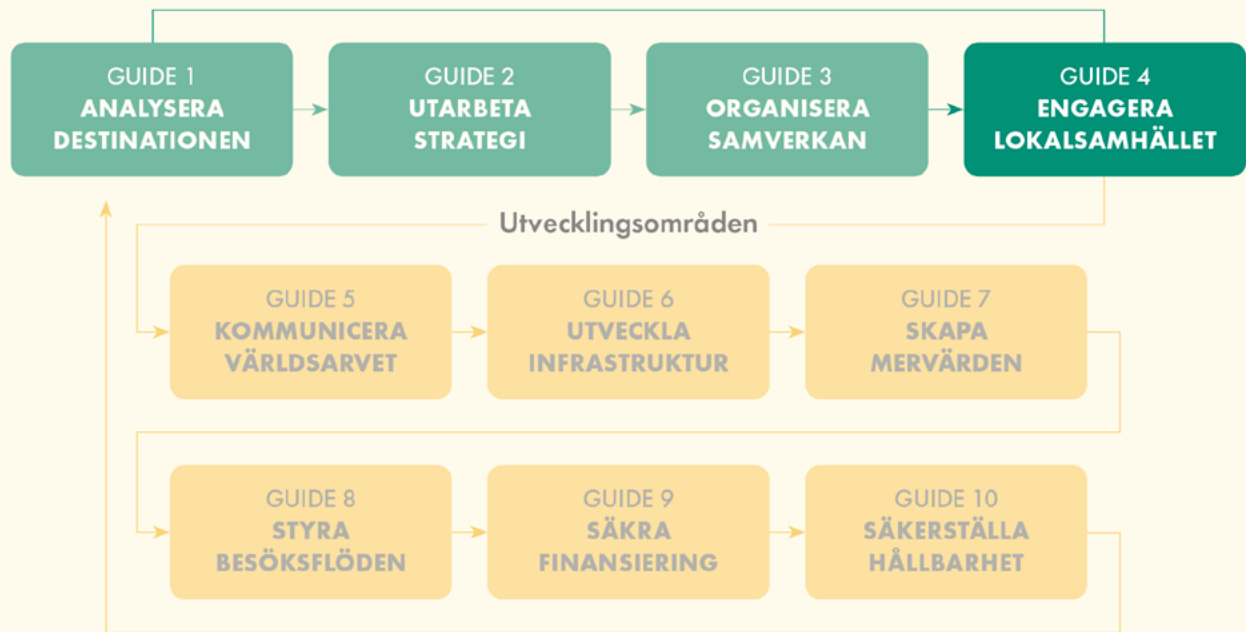 GUIDE 1
ANALYSERA
DESTINATIONEN
GUIDE 2
UTARBETA
STRATEGI
GUIDE 3
ORGANISERA
SAMVERKAN
GUIDE 4
ENGAGERA
LOKALSAMHÄLLET
Utvecklingsområden
GUIDE 5
KOMMUNICERA
VÄRLDSARVET
GUIDE 6
UTVECKLA
INFRASTRUKTUR
GUIDE 7
SKAPA
MERVÄRDEN
GUIDE 8
STYRA
BESÖKSFLÖDEN
GUIDE 9
SÄKRA
FINANSIERING
GUIDE 10
SÄKERSTÄLLA
HÅLLBARHET